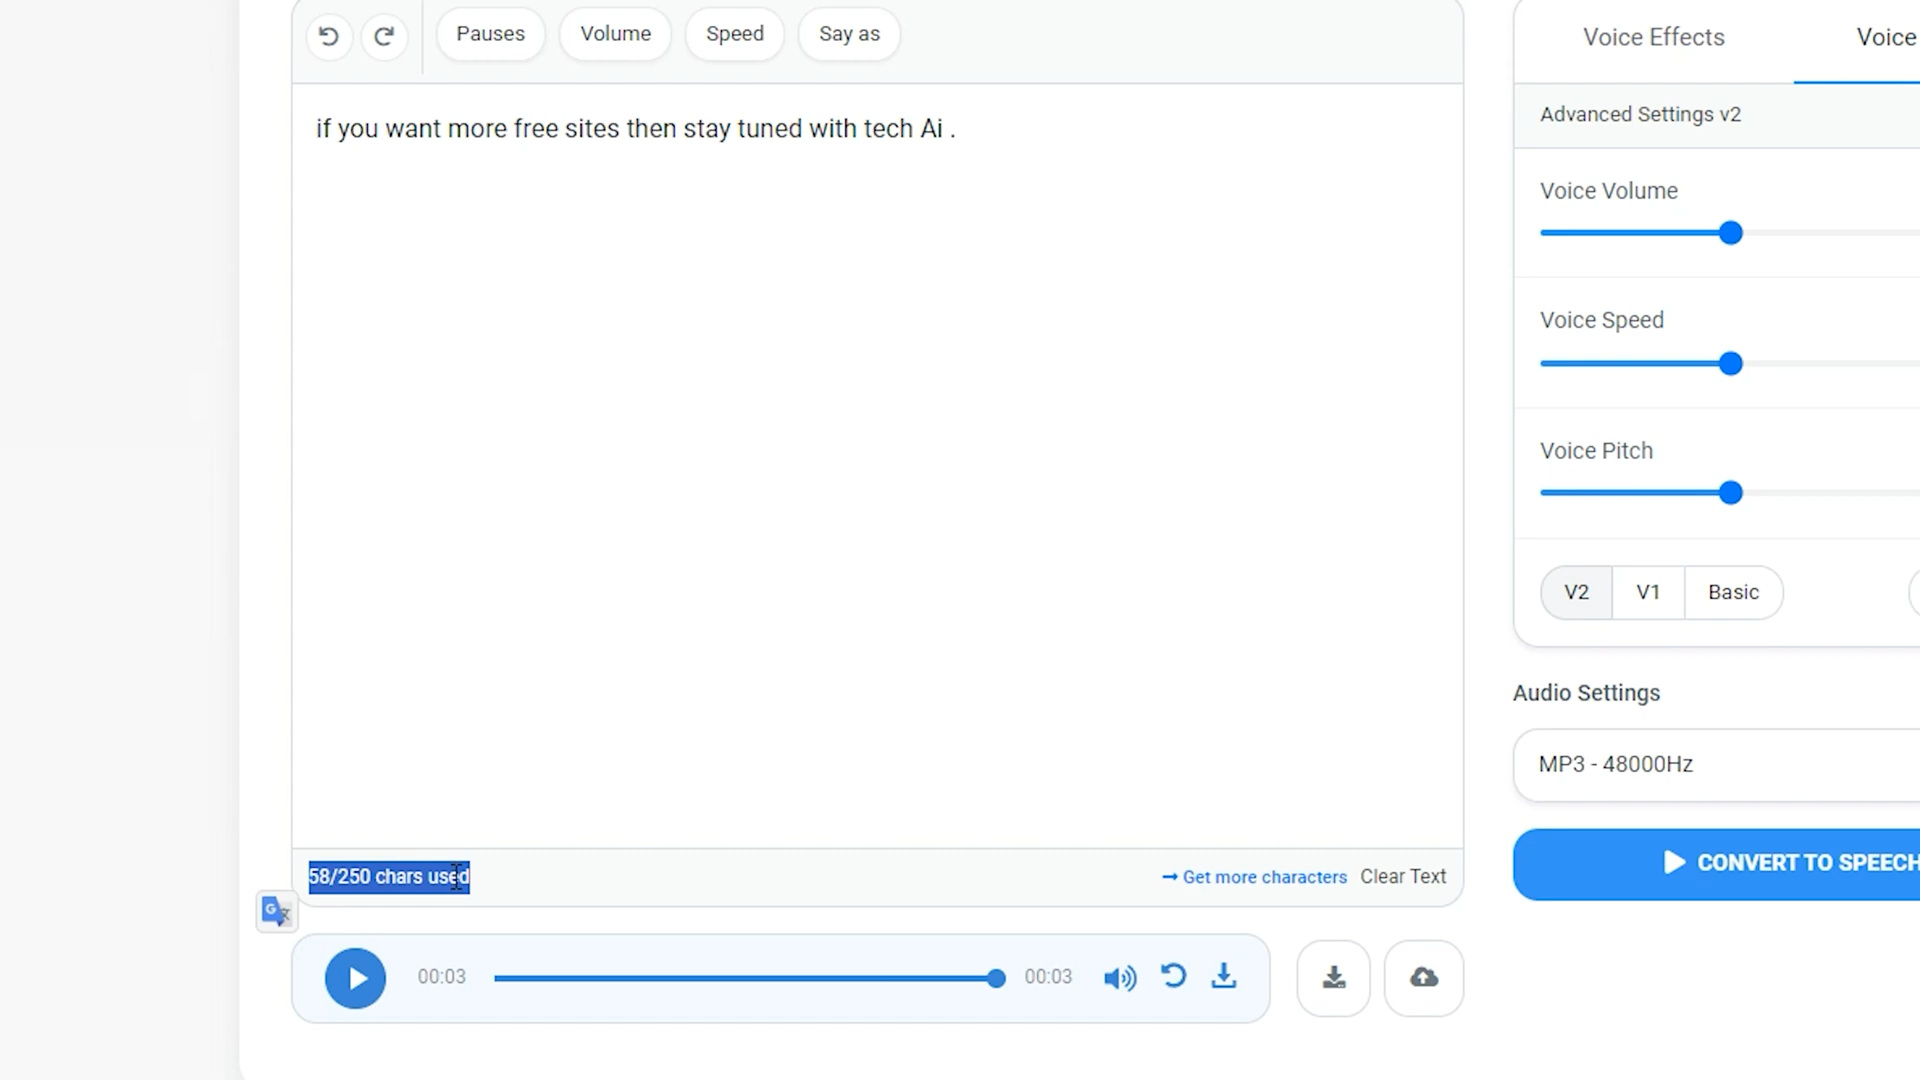 Pauses Volume Speed Say as
if you want more free sites then stay tuned with tech Ai .
58/250 chars used
Get more characters Clear Text
00:03 00:03
Voice Effects Voice
Advanced Settings v2
Voice Volume
Voice Speed
Voice Pitch
V2 V1 Basic
Audio Settings
MP3 - 48000Hz
CONVERT TO SPEECH